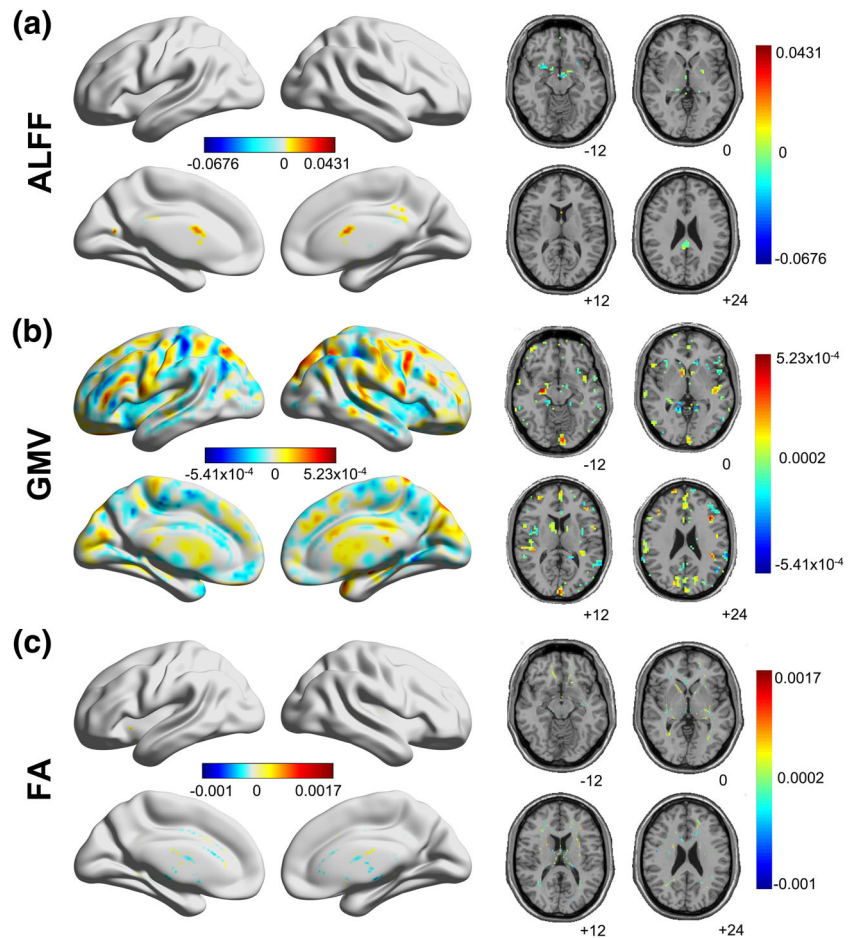 (a)
ALFF
-0.0676 0 0.0431
-12
0
+12
+24
0.0431
0
-0.0676
(b)
GMV
-5.41x10⁻⁴ 0 5.23x10⁻⁴
-12
0
+12
+24
5.23x10⁻⁴
0.0002
-5.41x10⁻⁴
(c)
FA
-0.001 0 0.0017
-12
0
+12
+24
0.0017
0.0002
-0.001